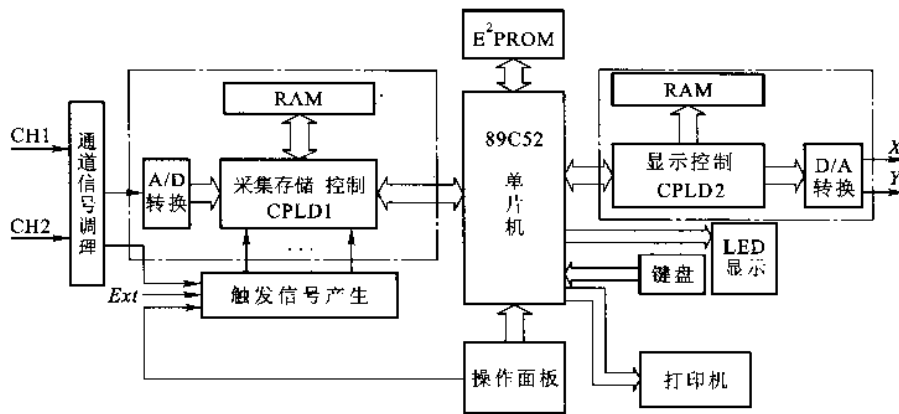 E²PROM
RAM
RAM
CH1
CH2
通道信号调理
A/D
转换
采集存储 控制
CPLD1
89C52
单片机
显示控制
CPLD2
D/A
转换
X
Y
...
Ext
触发信号产生
LED
显示
键盘
操作面板
打印机